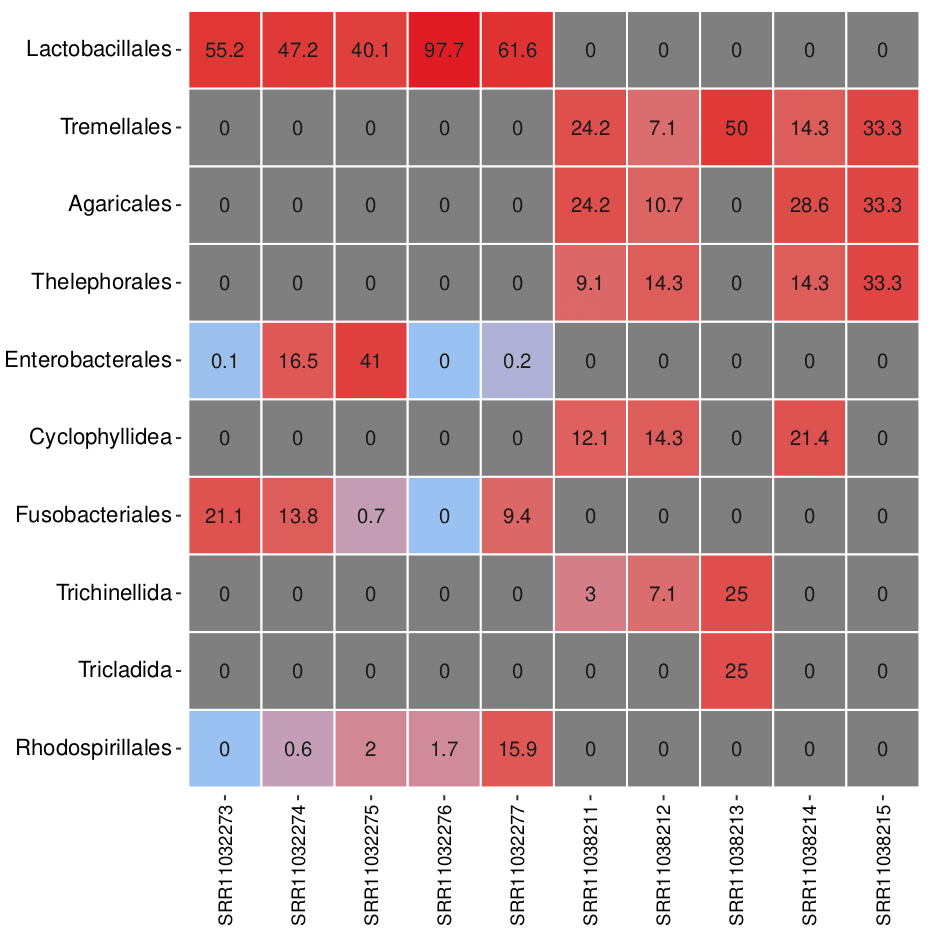 Lactobacillales 55.2 47.2 40.1 97.7 61.6 0 0 0 0 0
Tremellales 0 0 0 0 0 24.2 7.1 50 14.3 33.3
Agaricales 0 0 0 0 0 24.2 10.7 0 28.6 33.3
Thelephorales 0 0 0 0 0 9.1 14.3 0 14.3 33.3
Enterobacterales 0.1 16.5 41 0 0.2 0 0 0 0 0
Cyclophyllidea 0 0 0 0 0 12.1 14.3 0 21.4 0
Fusobacteriales 21.1 13.8 0.7 0 9.4 0 0 0 0 0
Trichinellida 0 0 0 0 0 3 7.1 25 0 0
Tricladida 0 0 0 0 0 0 0 25 0 0
Rhodospirillales 0 0.6 2 1.7 15.9 0 0 0 0 0
SRR11032273
SRR11032274
SRR11032275
SRR11032276
SRR11032277
SRR11038211
SRR11038212
SRR11038213
SRR11038214
SRR11038215